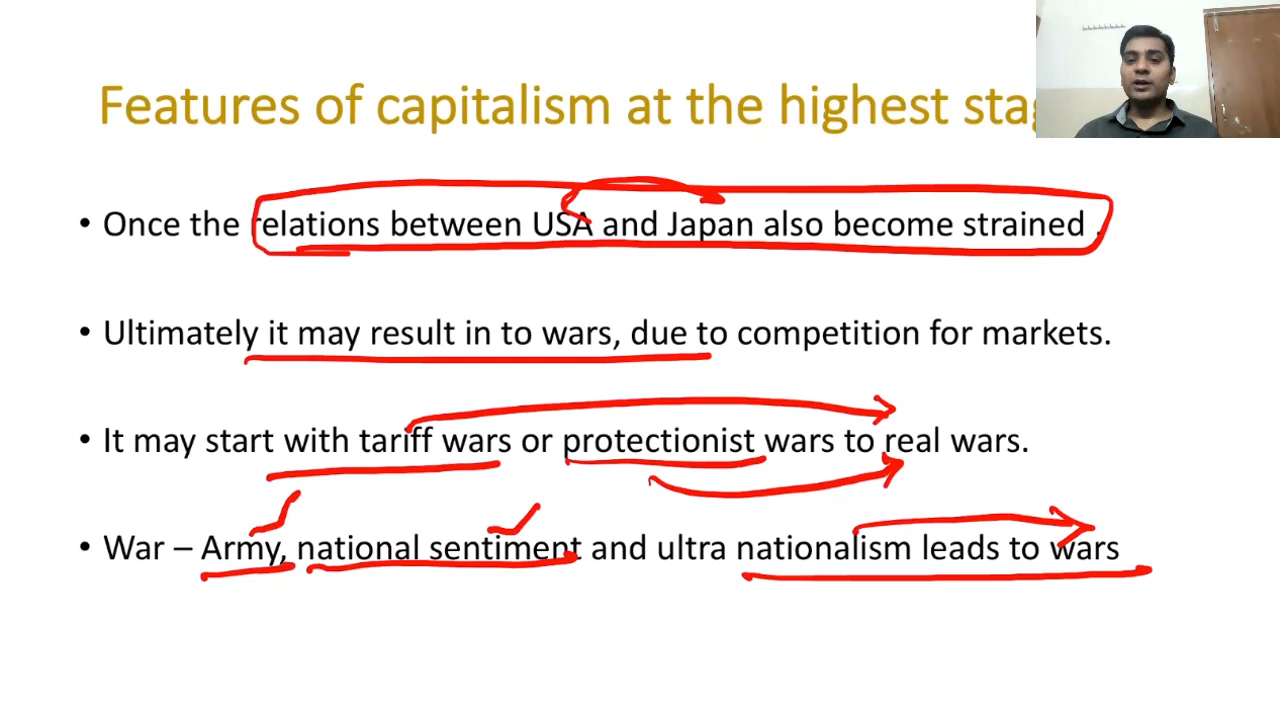 Features of capitalism at the highest
• Once the relations between USA and Japan also become strained .
• Ultimately it may result in to wars, due to competition for markets.
• It may start with tariff wars or protectionist wars to real wars.
• War – Army, national sentiment and ultra nationalism leads to wars